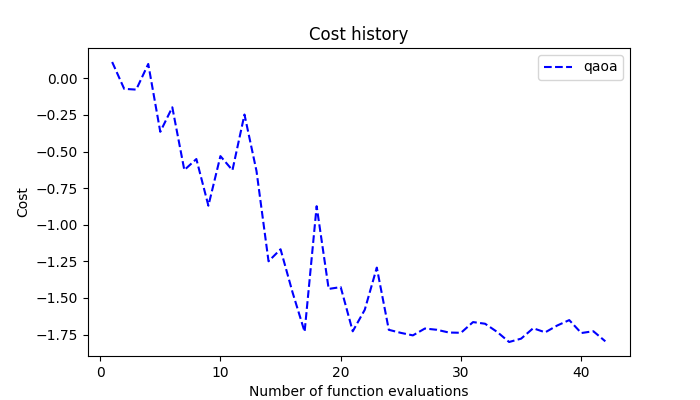 Cost history
qaoa
0.00
−0.25
−0.50
−0.75
−1.00
−1.25
−1.50
−1.75
Cost
0 10 20 30 40
Number of function evaluations